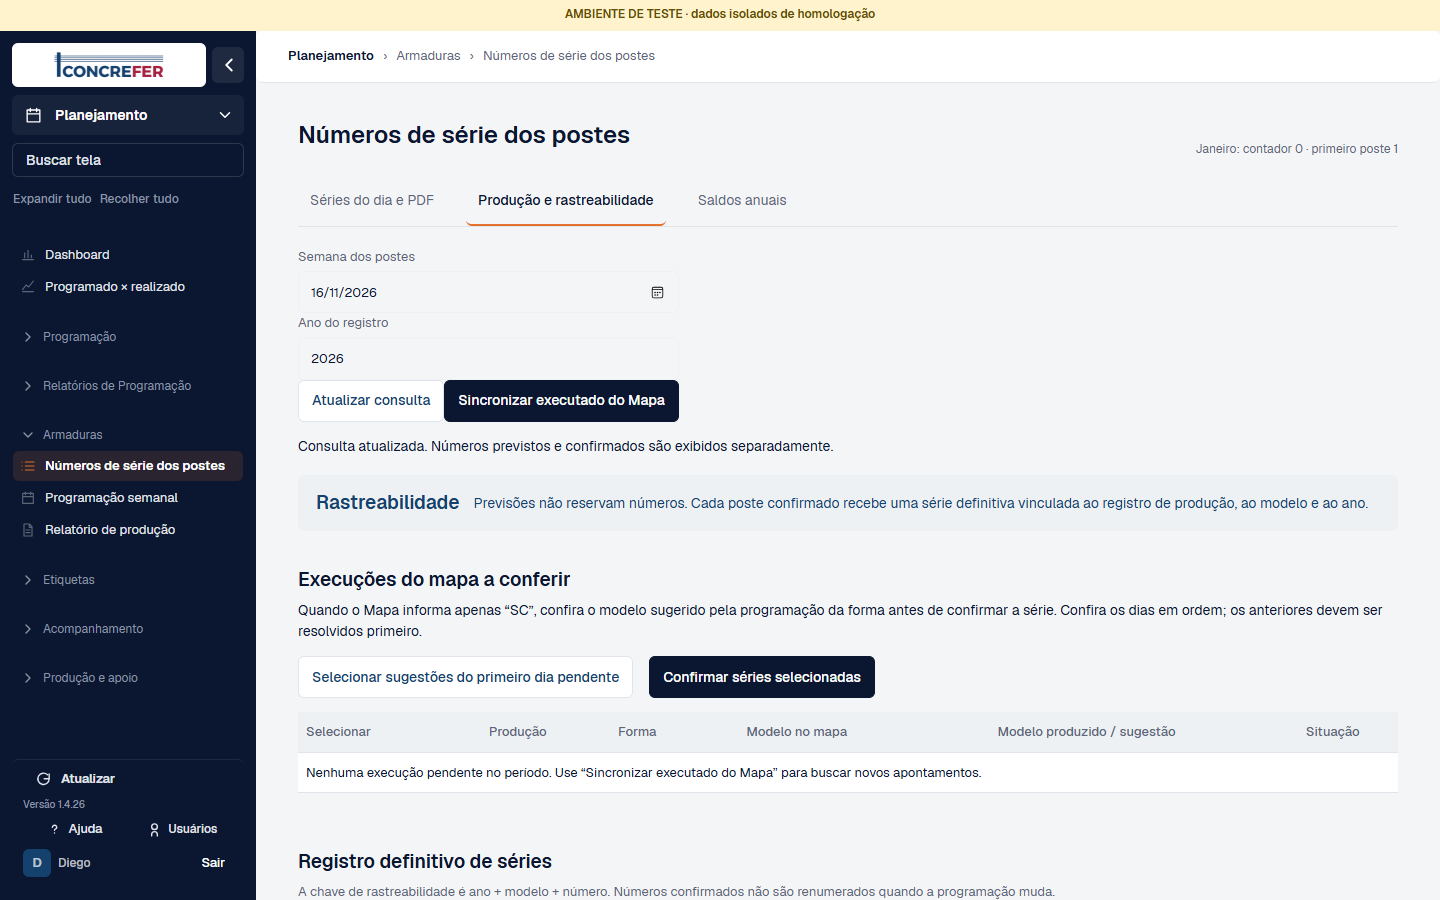 AMBIENTE DE TESTE · dados isolados de homologação
CONCREFER
Planejamento
Buscar tela
Expandir tudo Recolher tudo
Dashboard
Programado × realizado
Programação
Relatórios de Programação
Armaduras
Números de série dos postes
Programação semanal
Relatório de produção
Etiquetas
Acompanhamento
Produção e apoio
Atualizar
Versão 1.4.26
? Ajuda Usuários
D Diego Sair
Planejamento › Armaduras › Números de série dos postes
Números de série dos postes
Janeiro: contador 0 · primeiro poste 1
Séries do dia e PDF Produção e rastreabilidade Saldos anuais
Semana dos postes
16/11/2026
Ano do registro
2026
Atualizar consulta Sincronizar executado do Mapa
Consulta atualizada. Números previstos e confirmados são exibidos separadamente.
Rastreabilidade Previsões não reservam números. Cada poste confirmado recebe uma série definitiva vinculada ao registro de produção, ao modelo e ao ano.
Execuções do mapa a conferir
Quando o Mapa informa apenas “SC”, confira o modelo sugerido pela programação da forma antes de confirmar a série. Confira os dias em ordem; os anteriores devem ser
resolvidos primeiro.
Selecionar sugestões do primeiro dia pendente Confirmar séries selecionadas
Selecionar Produção Forma Modelo no mapa Modelo produzido / sugestão Situação
Nenhuma execução pendente no período. Use “Sincronizar executado do Mapa” para buscar novos apontamentos.
Registro definitivo de séries
A chave de rastreabilidade é ano + modelo + número. Números confirmados não são renumerados quando a programação muda.